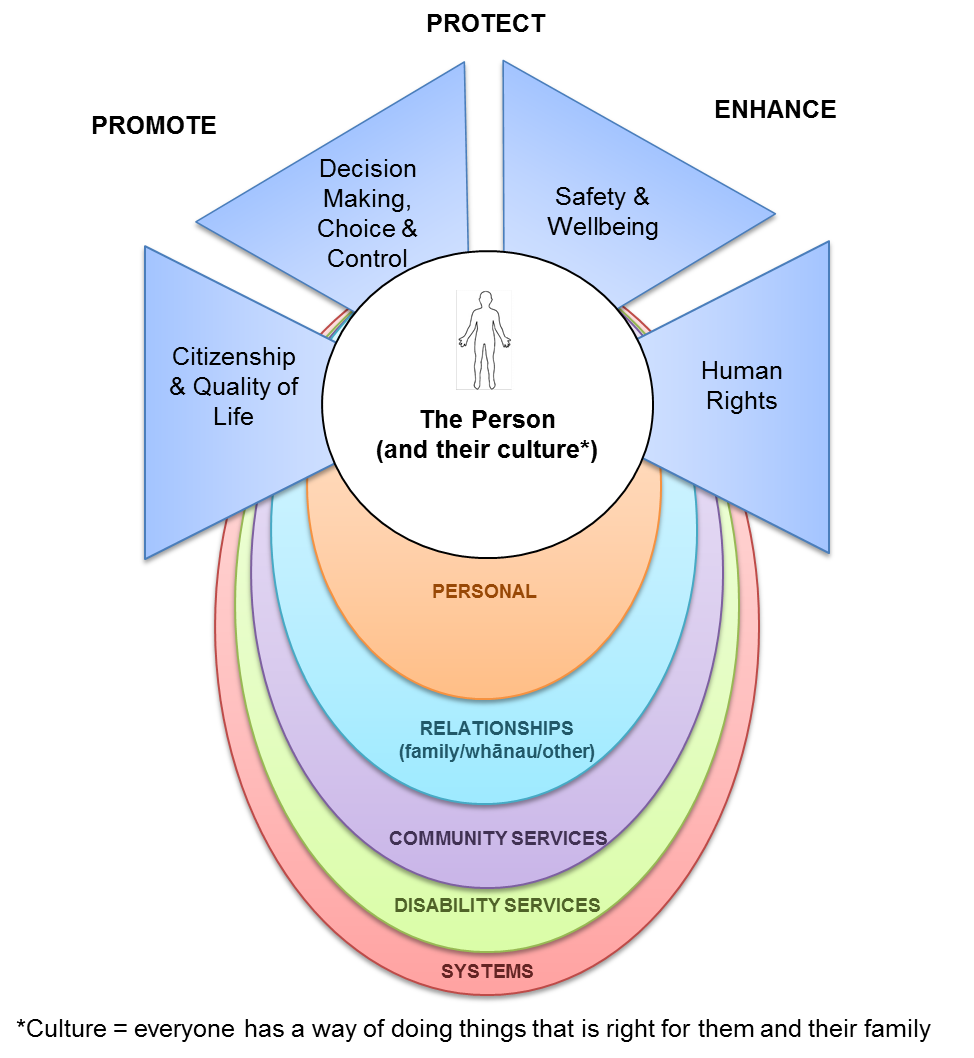 PROTECT
PROMOTE
ENHANCE
Decision
Making,
Choice &
Control
Safety &
Wellbeing
Citizenship
& Quality of
Life
Human
Rights
The Person
(and their culture*)
PERSONAL
RELATIONSHIPS
(family/whānau/other)
COMMUNITY SERVICES
DISABILITY SERVICES
SYSTEMS
*Culture = everyone has a way of doing things that is right for them and their family